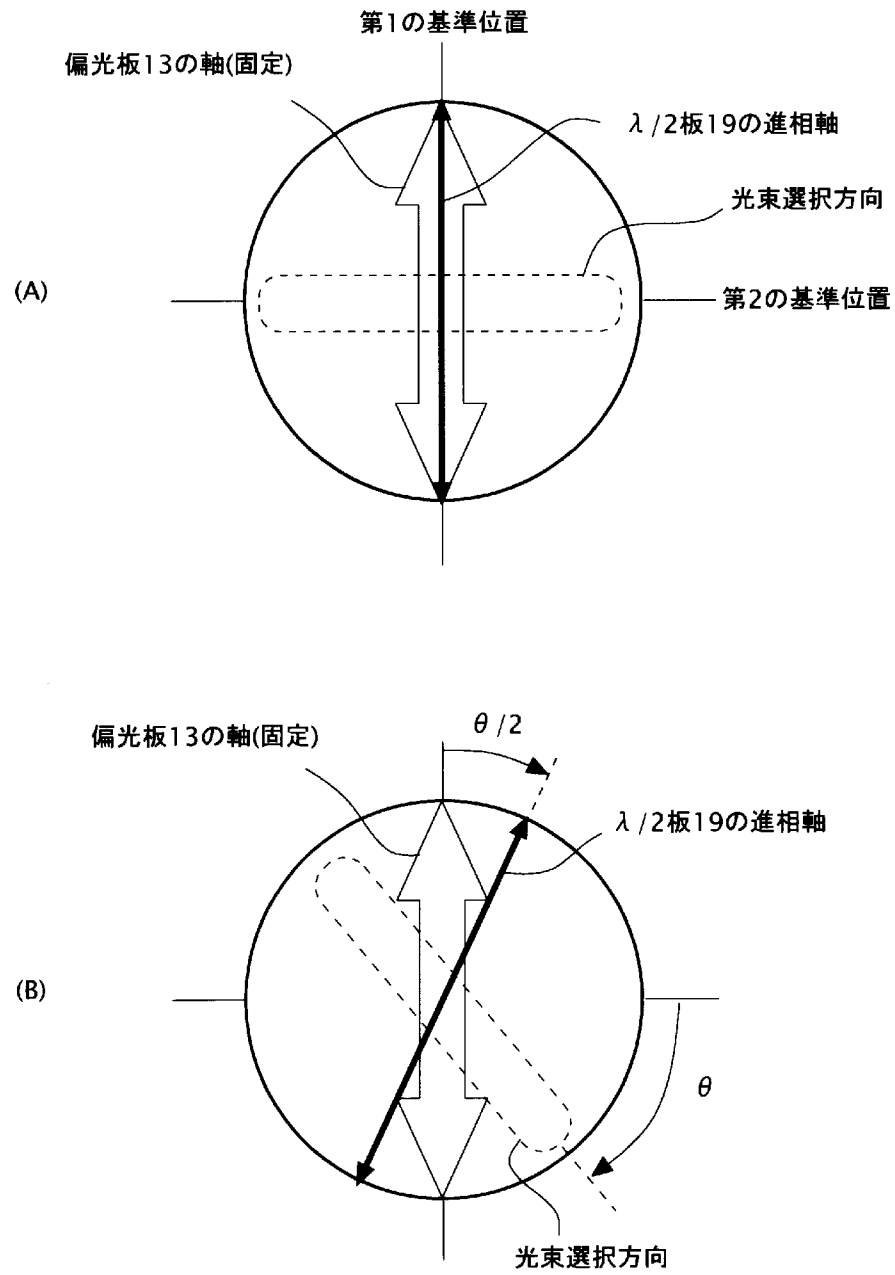 第1の基準位置
偏光板13の軸(固定)
λ/2板19の進相軸
光束選択方向
(A)
第2の基準位置
θ/2
偏光板13の軸(固定)
λ/2板19の進相軸
(B)
θ
光束選択方向